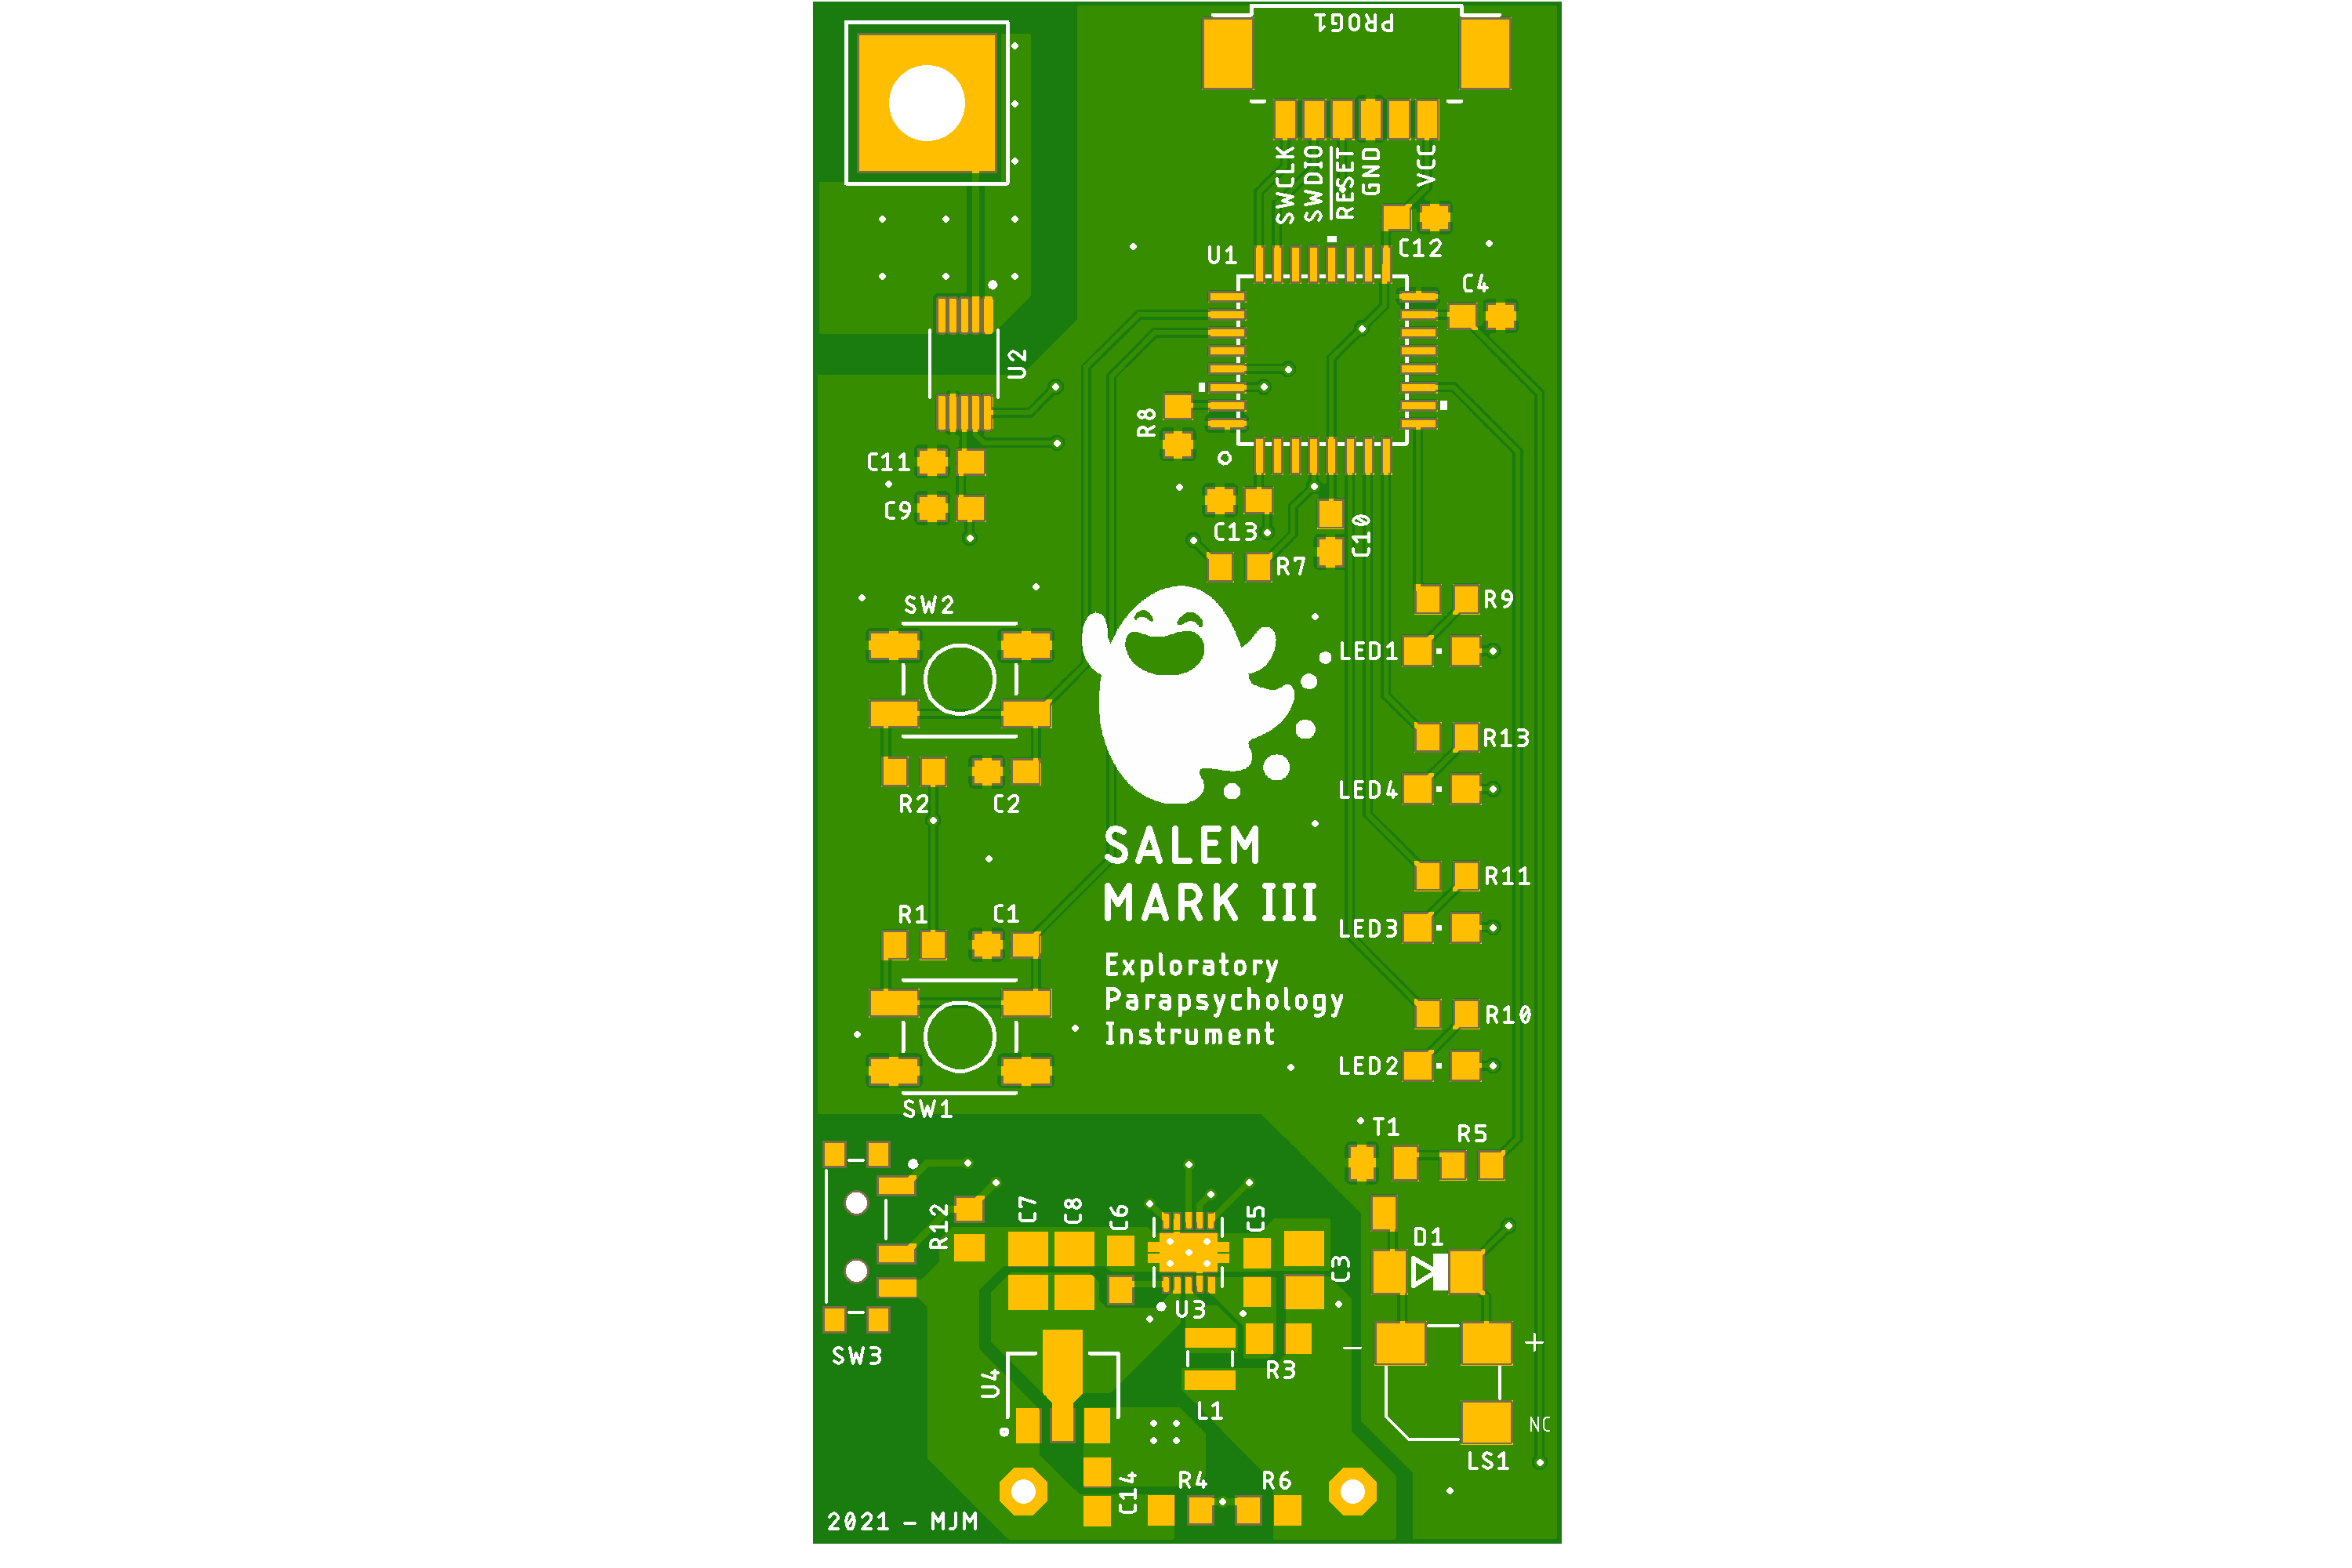 PROG1
SWCLK
SWDIO
RESET
GND
VCC
C12
U1
C4
U2
R8
C11
C9
C13
C10
R7
SW2
R9
LED1
R13
R2
C2
LED4
SALEM
MARK III
R11
R1
C1
LED3
Exploratory
Parapsychology
Instrument
R10
LED2
SW1
T1
R5
R12
C7
C8
C6
C5
D1
C3
U3
SW3
U4
R3
-
+
L1
NC
LS1
C14
R4
R6
2021 - MJM